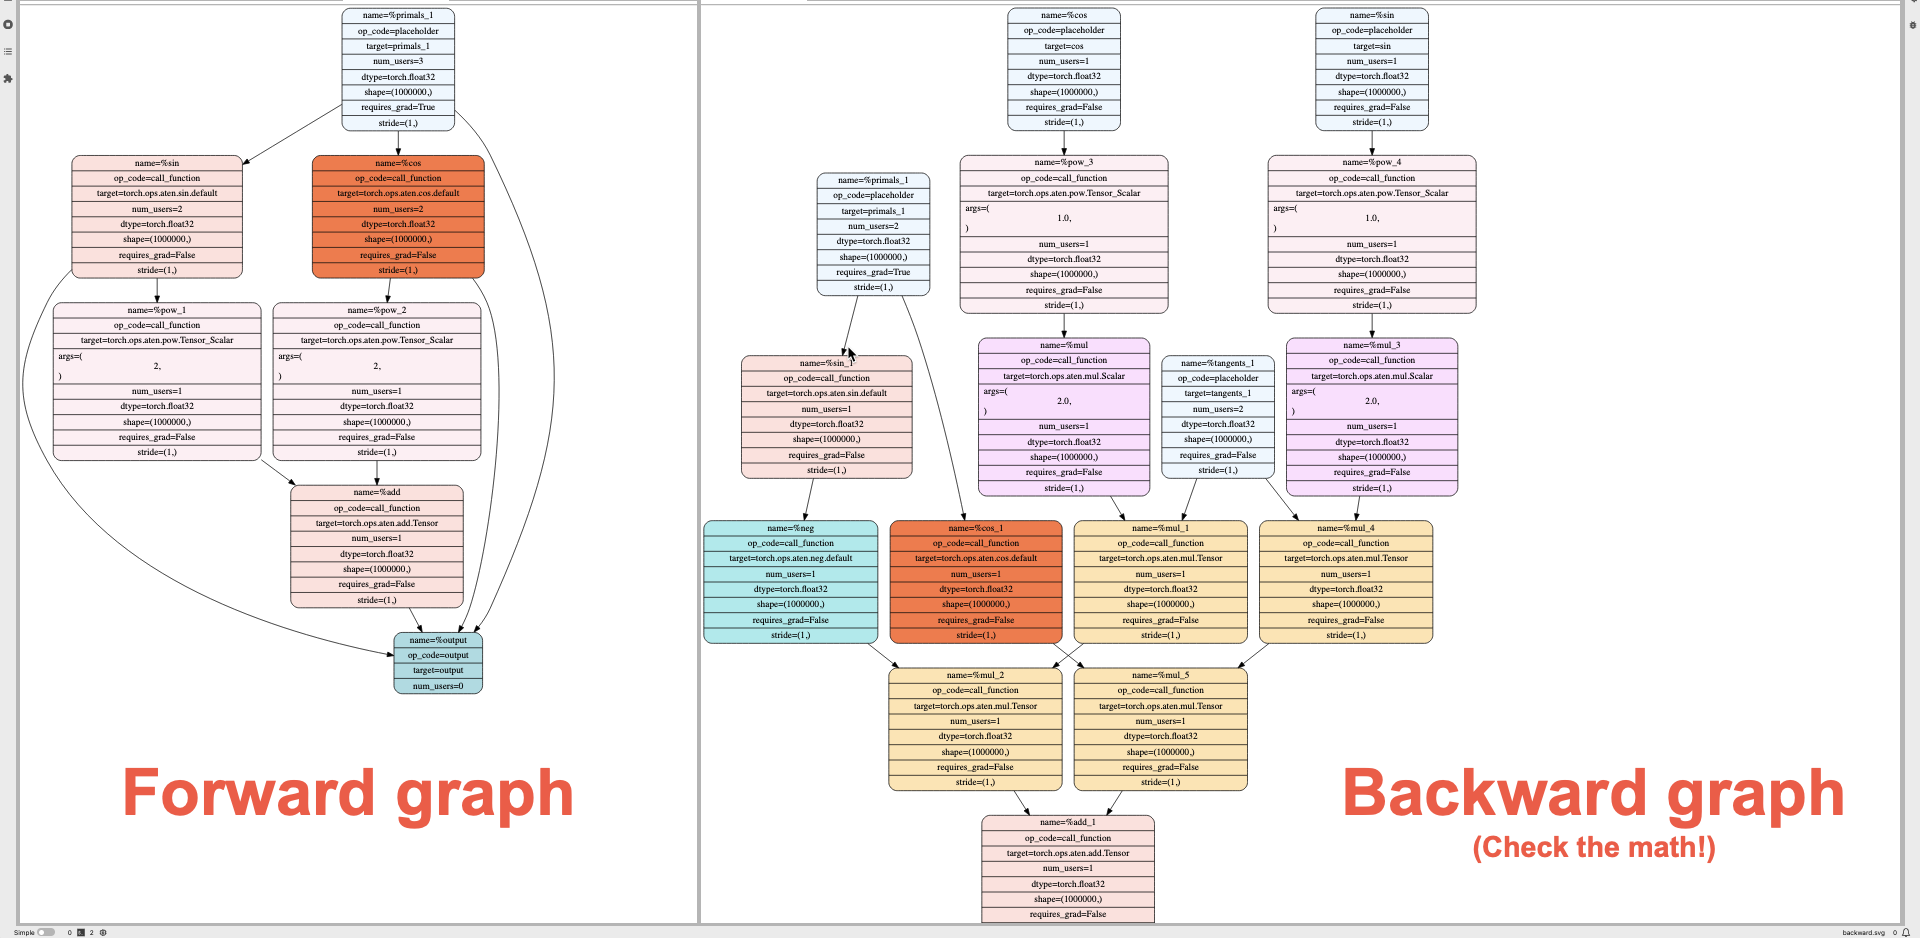 name=%primals_1
op_code=placeholder
target=primals_1
num_users=3
dtype=torch.float32
shape=(1000000,)
requires_grad=True
stride=(1,)
name=%sin
op_code=call_function
target=torch.ops.aten.sin.default
num_users=2
dtype=torch.float32
shape=(1000000,)
requires_grad=False
stride=(1,)
name=%cos
op_code=call_function
target=torch.ops.aten.cos.default
num_users=2
dtype=torch.float32
shape=(1000000,)
requires_grad=False
stride=(1,)
name=%pow_1
op_code=call_function
target=torch.ops.aten.pow.Tensor_Scalar
args=(
2,
)
num_users=1
dtype=torch.float32
shape=(1000000,)
requires_grad=False
stride=(1,)
name=%pow_2
op_code=call_function
target=torch.ops.aten.pow.Tensor_Scalar
args=(
2,
)
num_users=1
dtype=torch.float32
shape=(1000000,)
requires_grad=False
stride=(1,)
name=%add
op_code=call_function
target=torch.ops.aten.add.Tensor
num_users=1
dtype=torch.float32
shape=(1000000,)
requires_grad=False
stride=(1,)
name=%output
op_code=output
target=output
num_users=0
Forward graph
name=%cos
op_code=placeholder
target=cos
num_users=1
dtype=torch.float32
shape=(1000000,)
requires_grad=False
stride=(1,)
name=%sin
op_code=placeholder
target=sin
num_users=1
dtype=torch.float32
shape=(1000000,)
requires_grad=False
stride=(1,)
name=%primals_1
op_code=placeholder
target=primals_1
num_users=2
dtype=torch.float32
shape=(1000000,)
requires_grad=True
stride=(1,)
name=%pow_3
op_code=call_function
target=torch.ops.aten.pow.Tensor_Scalar
args=(
1.0,
)
num_users=1
dtype=torch.float32
shape=(1000000,)
requires_grad=False
stride=(1,)
name=%pow_4
op_code=call_function
target=torch.ops.aten.pow.Tensor_Scalar
args=(
1.0,
)
num_users=1
dtype=torch.float32
shape=(1000000,)
requires_grad=False
stride=(1,)
name=%sin_1
op_code=call_function
target=torch.ops.aten.sin.default
num_users=1
dtype=torch.float32
shape=(1000000,)
requires_grad=False
stride=(1,)
name=%mul
op_code=call_function
target=torch.ops.aten.mul.Scalar
args=(
2.0,
)
num_users=1
dtype=torch.float32
shape=(1000000,)
requires_grad=False
stride=(1,)
name=%tangents_1
op_code=placeholder
target=tangents_1
num_users=2
dtype=torch.float32
shape=(1000000,)
requires_grad=False
stride=(1,)
name=%mul_3
op_code=call_function
target=torch.ops.aten.mul.Scalar
args=(
2.0,
)
num_users=1
dtype=torch.float32
shape=(1000000,)
requires_grad=False
stride=(1,)
name=%neg
op_code=call_function
target=torch.ops.aten.neg.default
num_users=1
dtype=torch.float32
shape=(1000000,)
requires_grad=False
stride=(1,)
name=%cos_1
op_code=call_function
target=torch.ops.aten.cos.default
num_users=1
dtype=torch.float32
shape=(1000000,)
requires_grad=False
stride=(1,)
name=%mul_1
op_code=call_function
target=torch.ops.aten.mul.Tensor
num_users=1
dtype=torch.float32
shape=(1000000,)
requires_grad=False
stride=(1,)
name=%mul_4
op_code=call_function
target=torch.ops.aten.mul.Tensor
num_users=1
dtype=torch.float32
shape=(1000000,)
requires_grad=False
stride=(1,)
name=%mul_2
op_code=call_function
target=torch.ops.aten.mul.Tensor
num_users=1
dtype=torch.float32
shape=(1000000,)
requires_grad=False
stride=(1,)
name=%mul_5
op_code=call_function
target=torch.ops.aten.mul.Tensor
num_users=1
dtype=torch.float32
shape=(1000000,)
requires_grad=False
stride=(1,)
name=%add_1
op_code=call_function
target=torch.ops.aten.add.Tensor
num_users=1
dtype=torch.float32
shape=(1000000,)
requires_grad=False
Backward graph
(Check the math!)
Simple 0 2
backward.svg 0